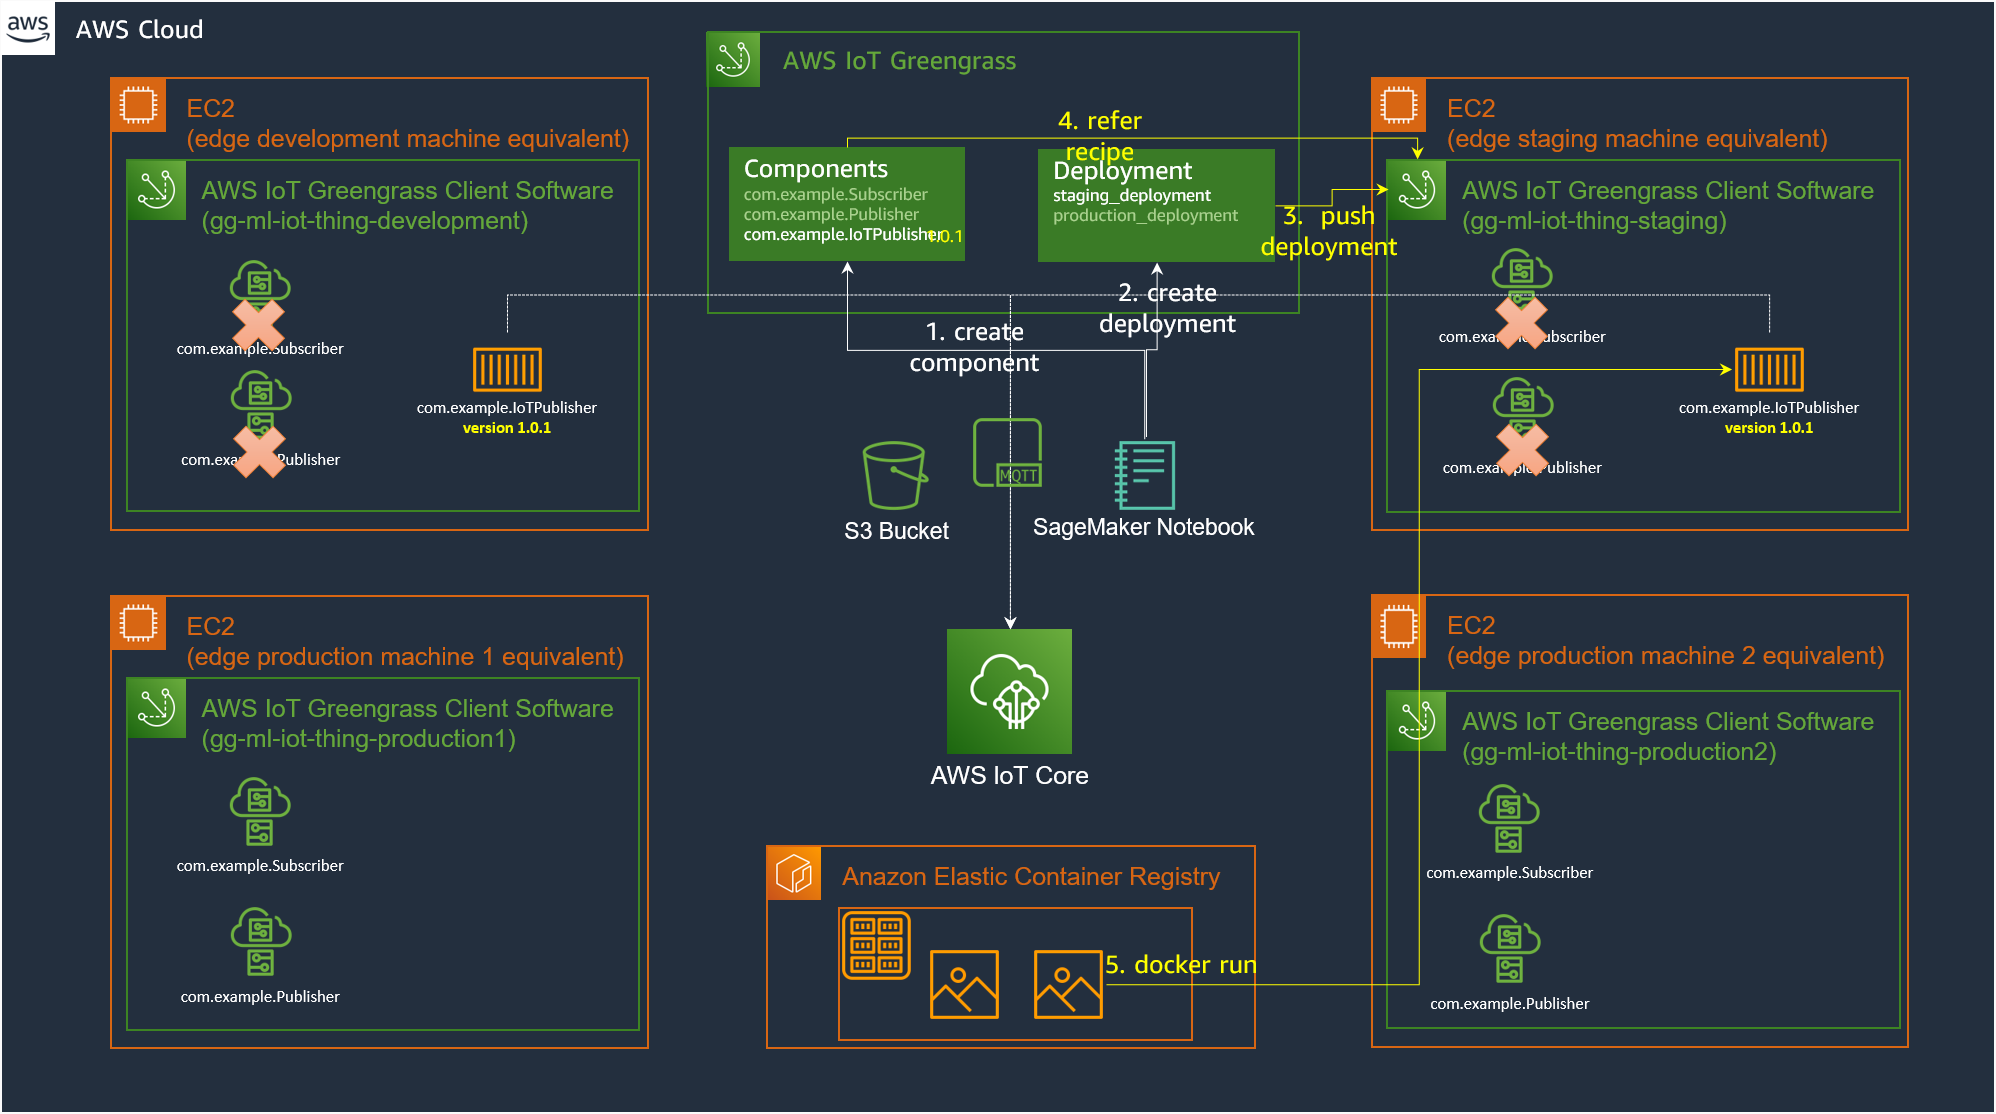 aws
AWS Cloud
EC2
(edge development machine equivalent)
AWS IoT Greengrass Client Software
(gg-ml-iot-thing-development)
com.example.Subscriber
com.example.Publisher
com.example.IoTPublisher
version 1.0.1
AWS IoT Greengrass
Components
com.example.Subscriber
com.example.Publisher
com.example.IoTPublisher
1.0.1
4. refer
recipe
Deployment
staging_deployment
production_deployment
3. push
deployment
2. create
deployment
1. create
component
EC2
(edge staging machine equivalent)
AWS IoT Greengrass Client Software
(gg-ml-iot-thing-staging)
com.example.Subscriber
com.example.Publisher
com.example.IoTPublisher
version 1.0.1
S3 Bucket
MQTT
SageMaker Notebook
AWS IoT Core
EC2
(edge production machine 1 equivalent)
AWS IoT Greengrass Client Software
(gg-ml-iot-thing-production1)
com.example.Subscriber
com.example.Publisher
Anazon Elastic Container Registry
5. docker run
EC2
(edge production machine 2 equivalent)
AWS IoT Greengrass Client Software
(gg-ml-iot-thing-production2)
com.example.Subscriber
com.example.Publisher